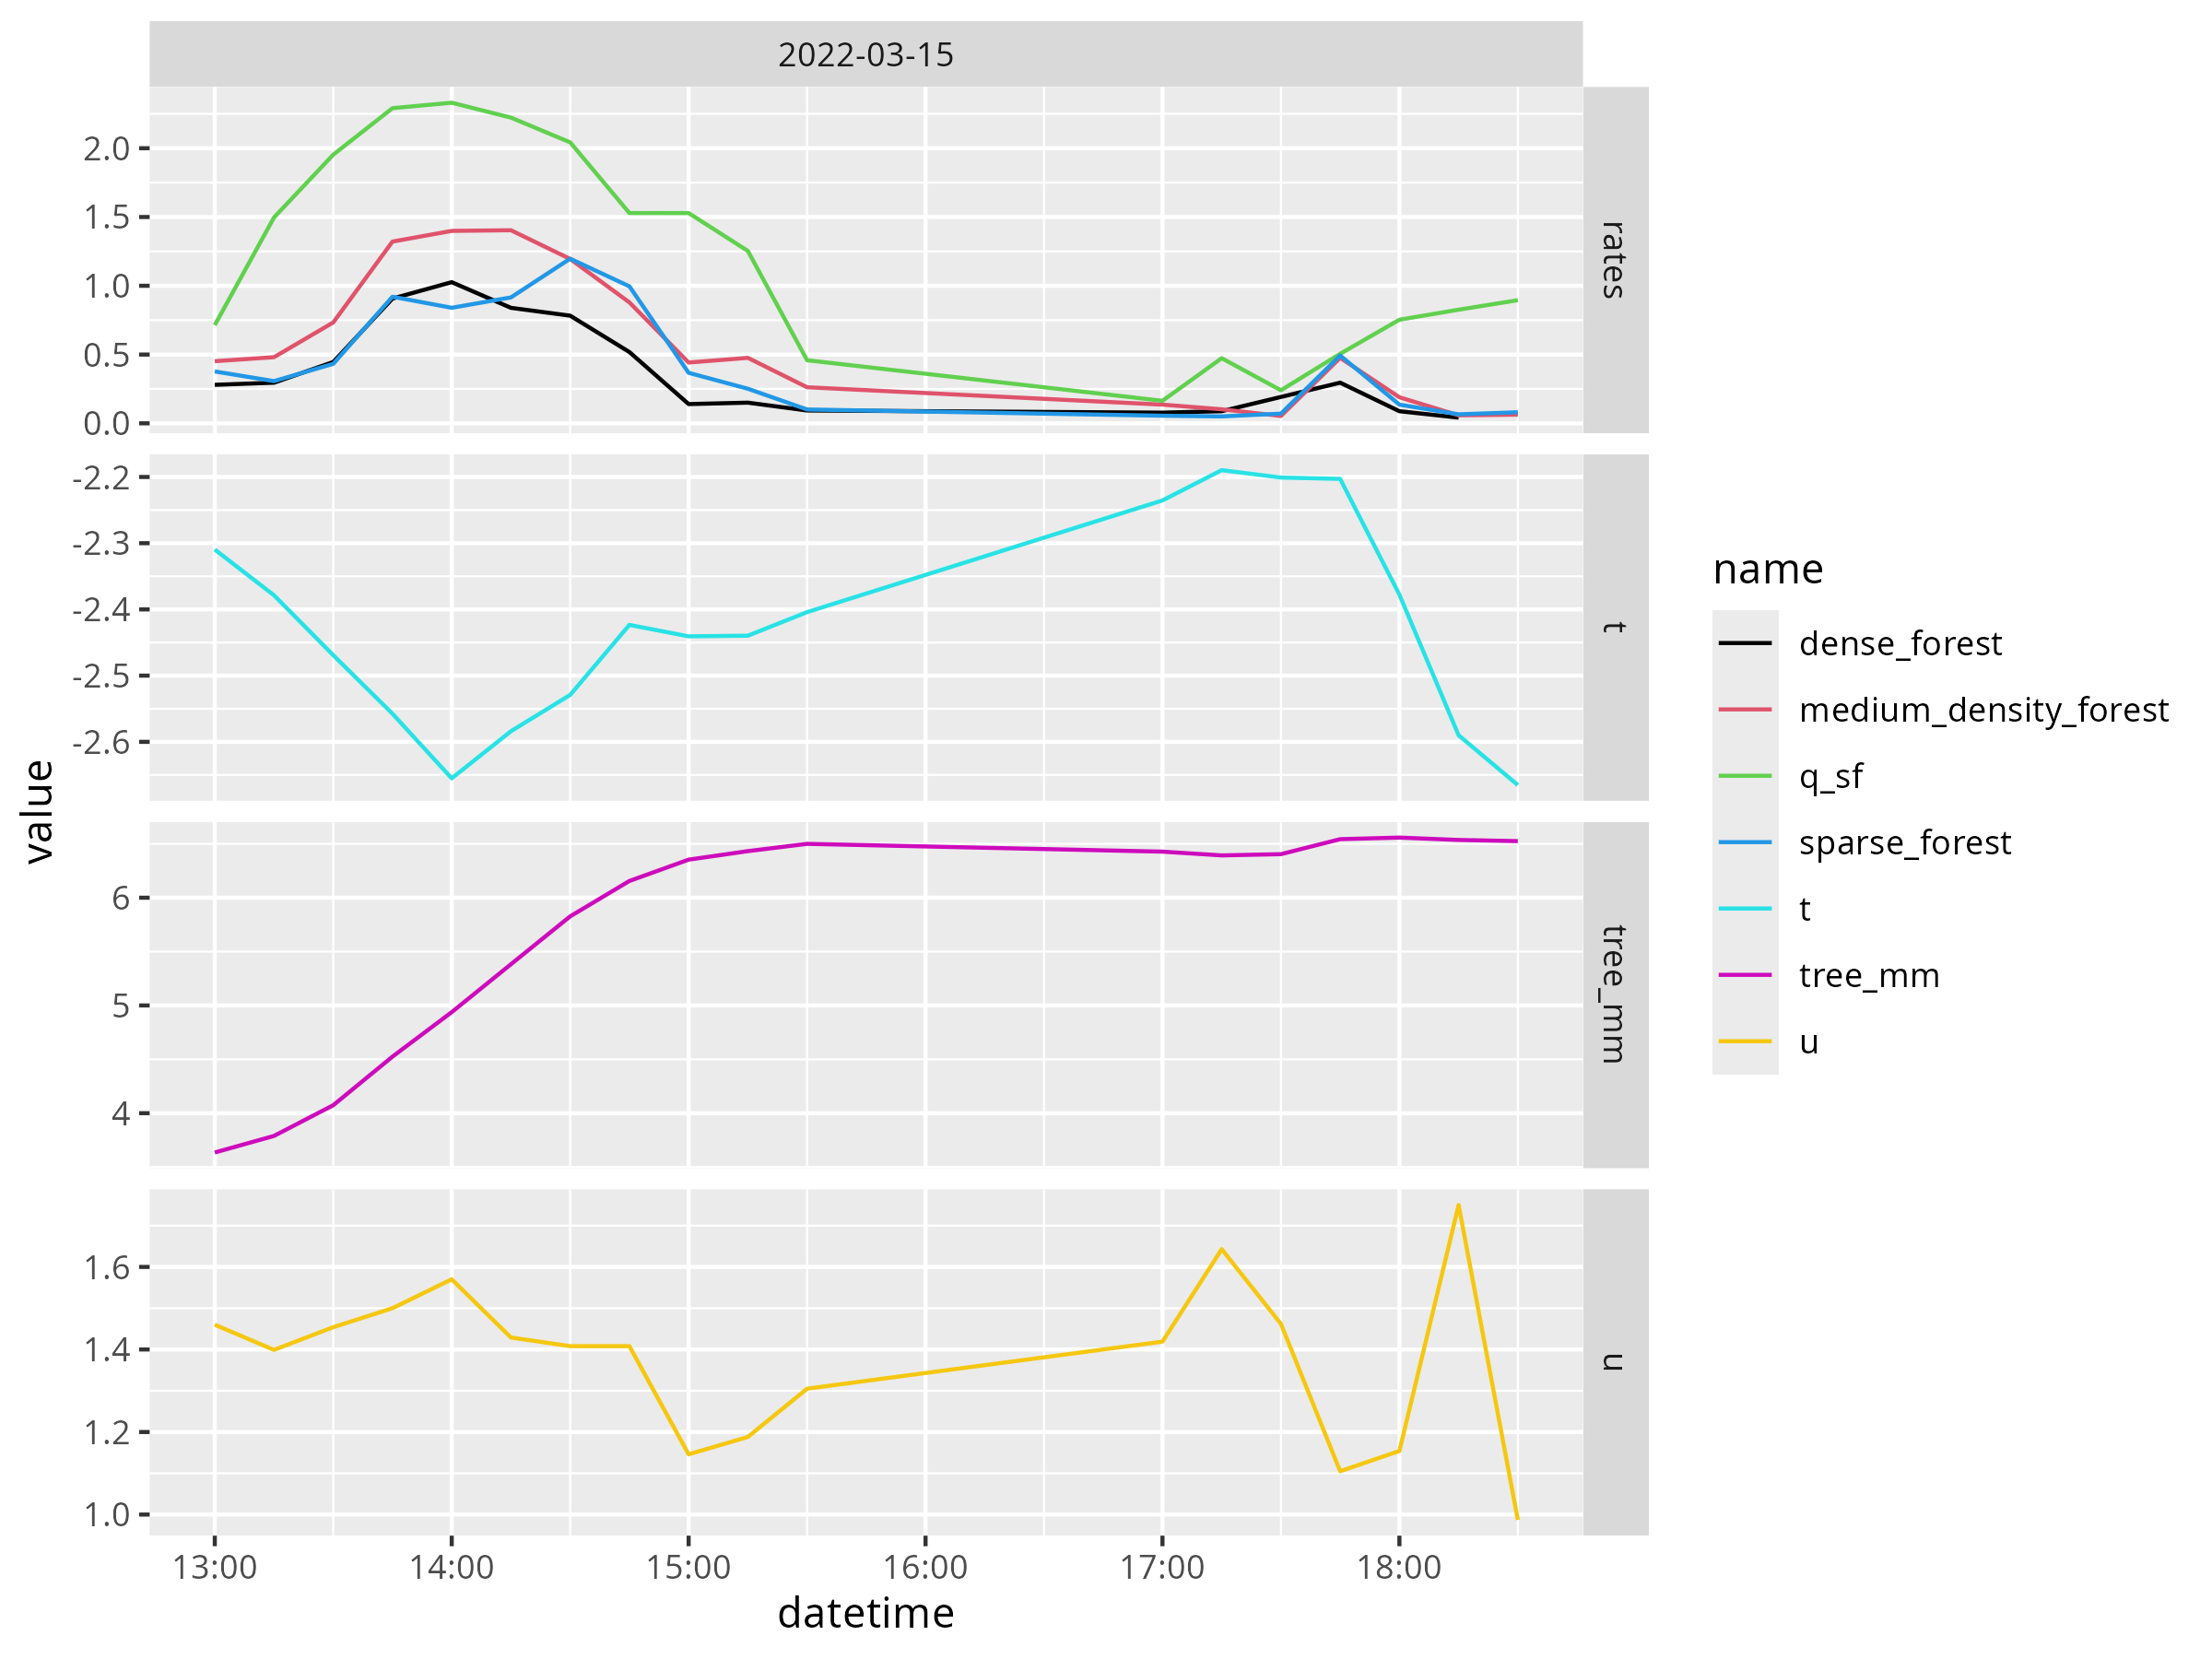 2022-03-15
2.0
1.5
1.0
0.5
0.0
rates
-2.2
-2.3
-2.4
-2.5
-2.6
t
6
5
4
tree_mm
1.6
1.4
1.2
1.0
u
13:00 14:00 15:00 16:00 17:00 18:00
datetime
value
name
dense_forest
medium_density_forest
q_sf
sparse_forest
t
tree_mm
u